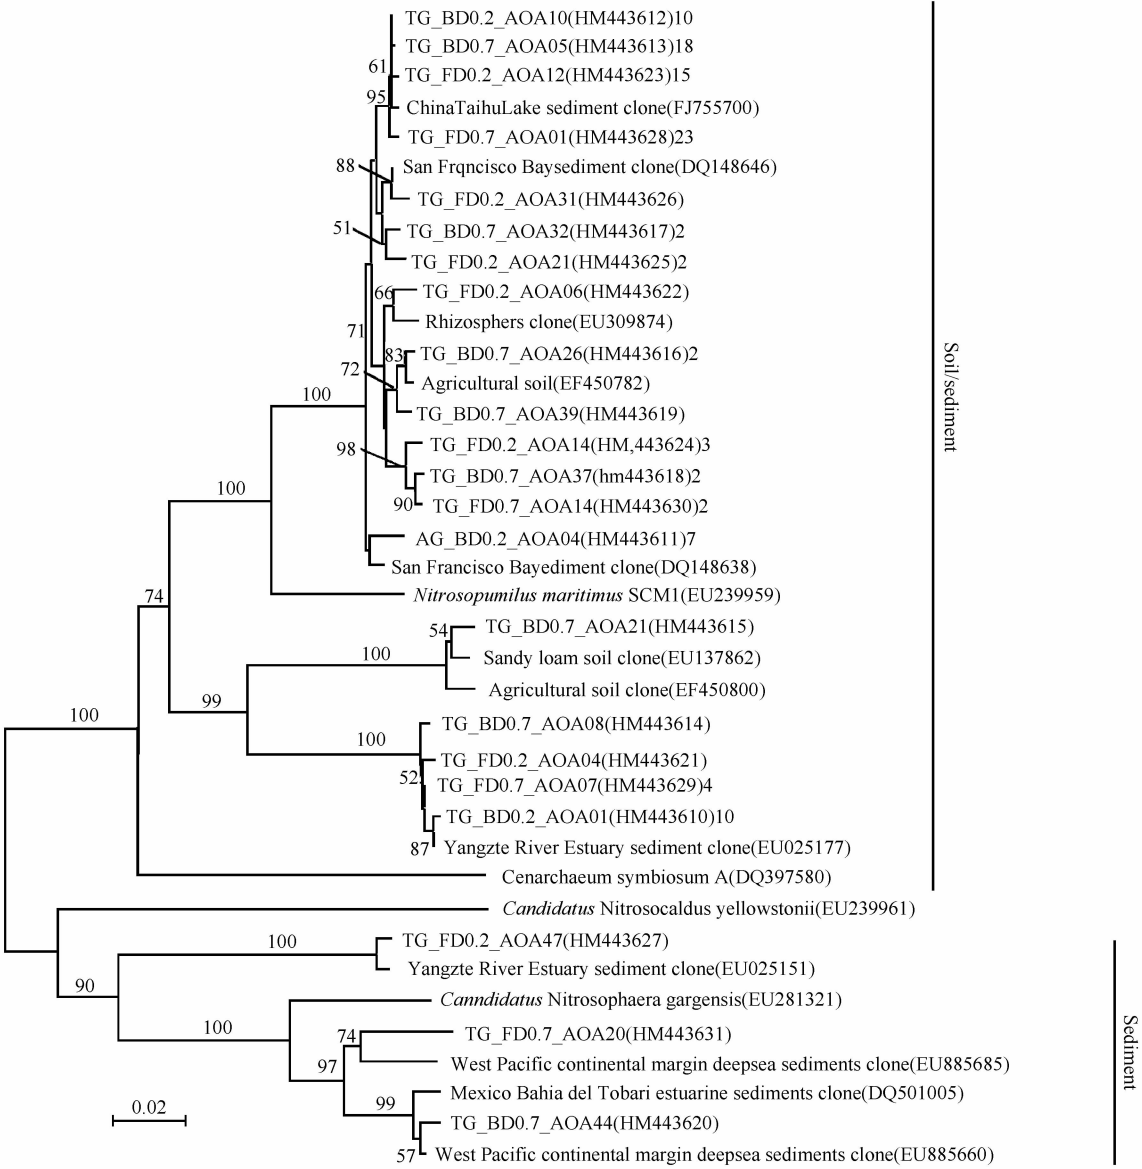 TG_BD0.2_AOA10(HM443612)10
TG_BD0.7_AOA05(HM443613)18
61
TG_FD0.2_AOA12(HM443623)15
95
ChinaTaihuLake sediment clone(FJ755700)
TG_FD0.7_AOA01(HM443628)23
88
San Frqncisco Baysediment clone(DQ148646)
TG_FD0.2_AOA31(HM443626)
51
TG_BD0.7_AOA32(HM443617)2
TG_FD0.2_AOA21(HM443625)2
66
TG_FD0.2_AOA06(HM443622)
Rhizosphers clone(EU309874)
71
83
TG_BD0.7_AOA26(HM443616)2
72
Agricultural soil(EF450782)
100
TG_BD0.7_AOA39(HM443619)
Soil/sediment
98
TG_FD0.2_AOA14(HM,443624)3
TG_BD0.7_AOA37(hm443618)2
100
90
TG_FD0.7_AOA14(HM443630)2
AG_BD0.2_AOA04(HM443611)7
San Francisco Bayediment clone(DQ148638)
74
Nitrosopumilus maritimus SCM1(EU239959)
54
TG_BD0.7_AOA21(HM443615)
100
Sandy loam soil clone(EU137862)
Agricultural soil clone(EF450800)
99
100
TG_BD0.7_AOA08(HM443614)
100
TG_FD0.2_AOA04(HM443621)
52
TG_FD0.7_AOA07(HM443629)4
TG_BD0.2_AOA01(HM443610)10
87
Yangzte River Estuary sediment clone(EU025177)
Cenarchaeum symbiosum A(DQ397580)
Candidatus Nitrosocaldus yellowstonii(EU239961)
100
TG_FD0.2_AOA47(HM443627)
Yangzte River Estuary sediment clone(EU025151)
90
Canndidatus Nitrosophaera gargensis(EU281321)
100
74
TG_FD0.7_AOA20(HM443631)
Sediment
97
West Pacific continental margin deepsea sediments clone(EU885685)
Mexico Bahia del Tobari estuarine sediments clone(DQ501005)
99
0.02
TG_BD0.7_AOA44(HM443620)
57
West Pacific continental margin deepsea sediments clone(EU885660)